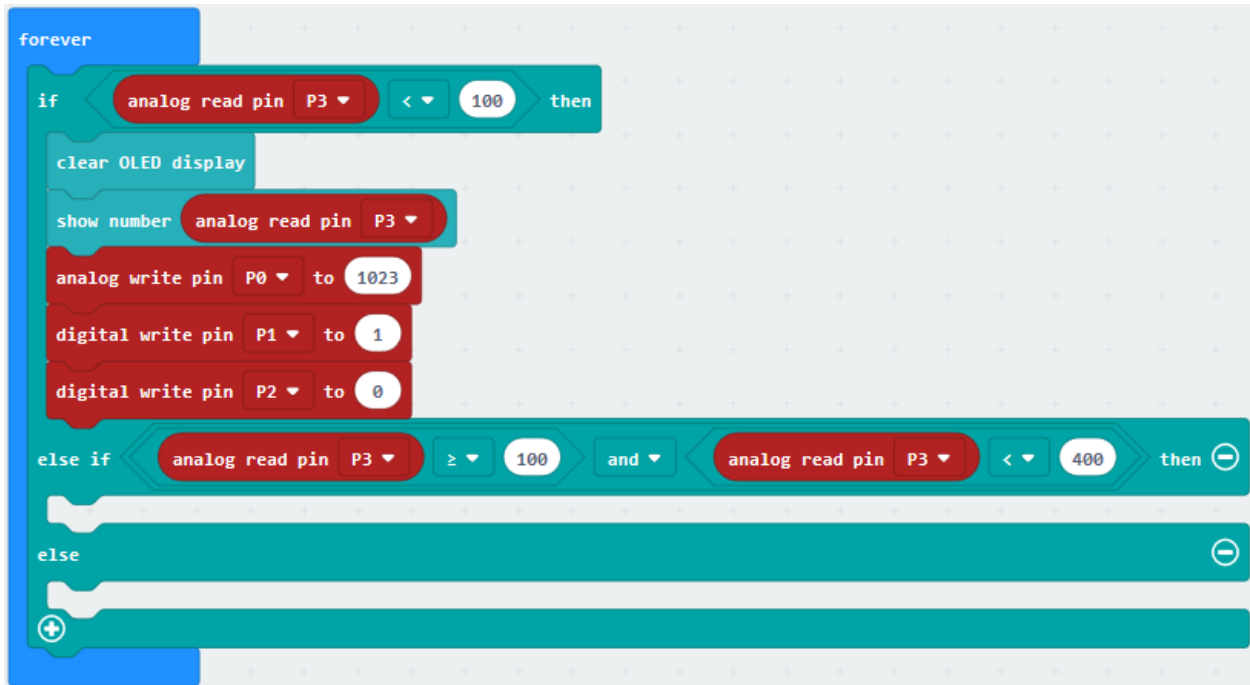 forever
if analog read pin P3 < 100 then
clear OLED display
show number analog read pin P3
analog write pin P0 to 1023
digital write pin P1 to 1
digital write pin P2 to 0
else if analog read pin P3 ≥ 100 and analog read pin P3 < 400 then
else